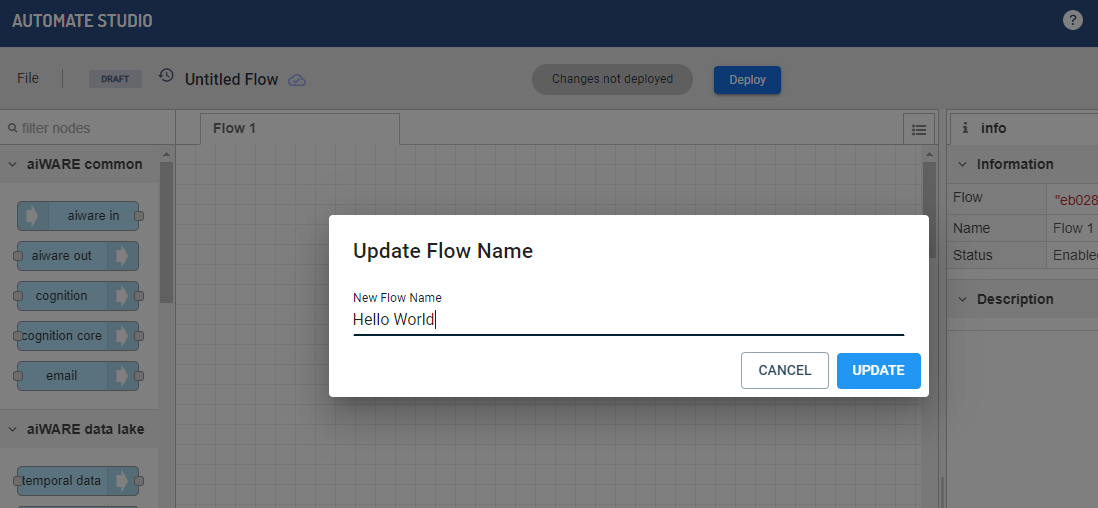 AUTOMATE STUDIO
?
File
DRAFT
Untitled Flow
Changes not deployed
Deploy
filter nodes
Flow 1
i info
aiWARE common
Information
aiware in
Flow "eb028
aiware out
Name Flow 1
Status Enabled
cognition
Description
cognition core
email
aiWARE data lake
temporal data
Update Flow Name
New Flow Name
Hello World
CANCEL
UPDATE